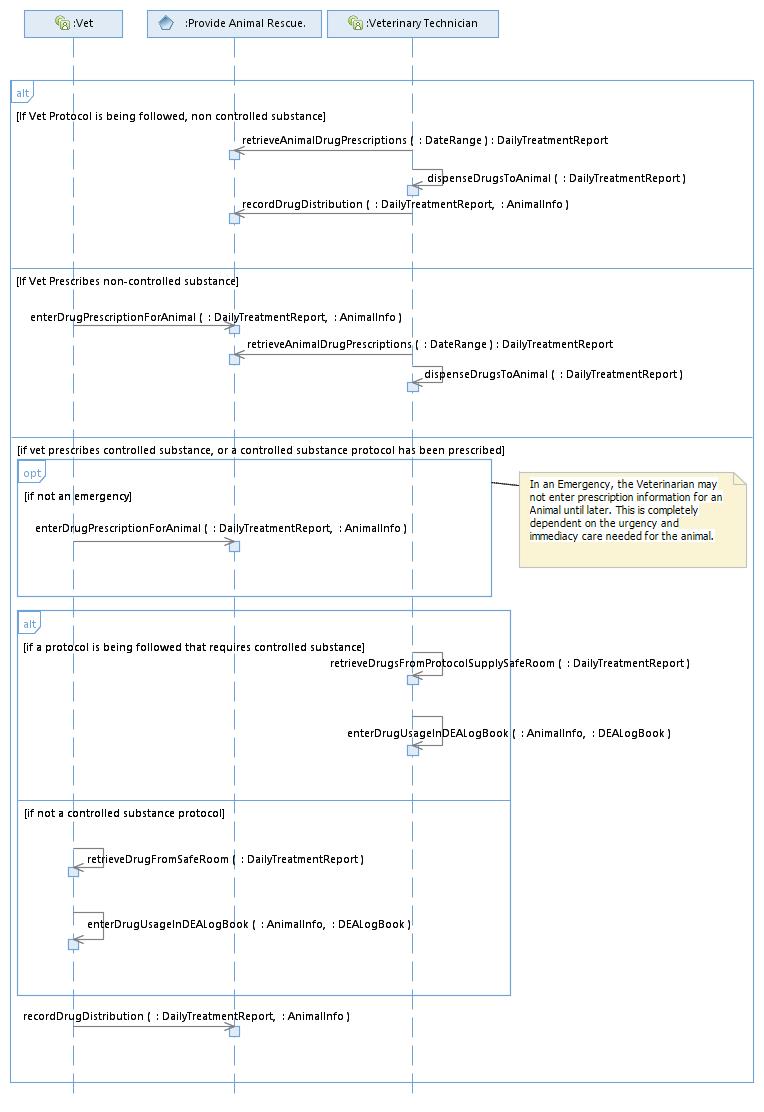 :Vet
:Provide Animal Rescue.
:Veterinary Technician
alt
[If Vet Protocol is being followed, non controlled substance]
retrieveAnimalDrugPrescriptions ( : DateRange ) : DailyTreatmentReport
dispenseDrugsToAnimal ( : DailyTreatmentReport )
recordDrugDistribution ( : DailyTreatmentReport, : AnimalInfo )
[If Vet Prescribes non-controlled substance]
enterDrugPrescriptionForAnimal ( : DailyTreatmentReport, : AnimalInfo )
retrieveAnimalDrugPrescriptions ( : DateRange ) : DailyTreatmentReport
dispenseDrugsToAnimal ( : DailyTreatmentReport )
[if vet prescribes controlled substance, or a controlled substance protocol has been prescribed]
opt
[if not an emergency]
enterDrugPrescriptionForAnimal ( : DailyTreatmentReport, : AnimalInfo )
In an Emergency, the Veterinarian may
not enter prescription information for an
Animal until later. This is completely
dependent on the urgency and
immediacy care needed for the animal.
alt
[if a protocol is being followed that requires controlled substance]
retrieveDrugsFromProtocolSupplySafeRoom ( : DailyTreatmentReport )
enterDrugUsageInDEALogBook ( : AnimalInfo, : DEALogBook )
[if not a controlled substance protocol]
retrieveDrugFromSafeRoom ( : DailyTreatmentReport )
enterDrugUsageInDEALogBook ( : AnimalInfo, : DEALogBook )
recordDrugDistribution ( : DailyTreatmentReport, : AnimalInfo )